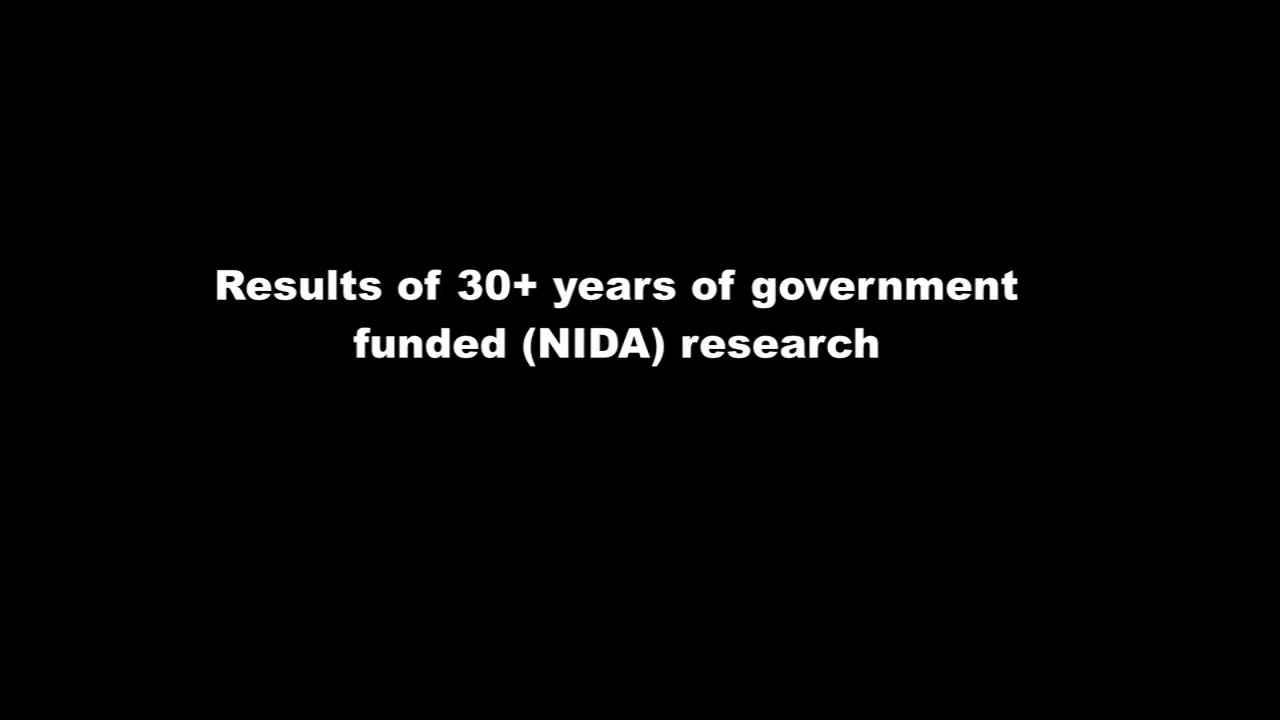 Results of 30+ years of government
funded (NIDA) research